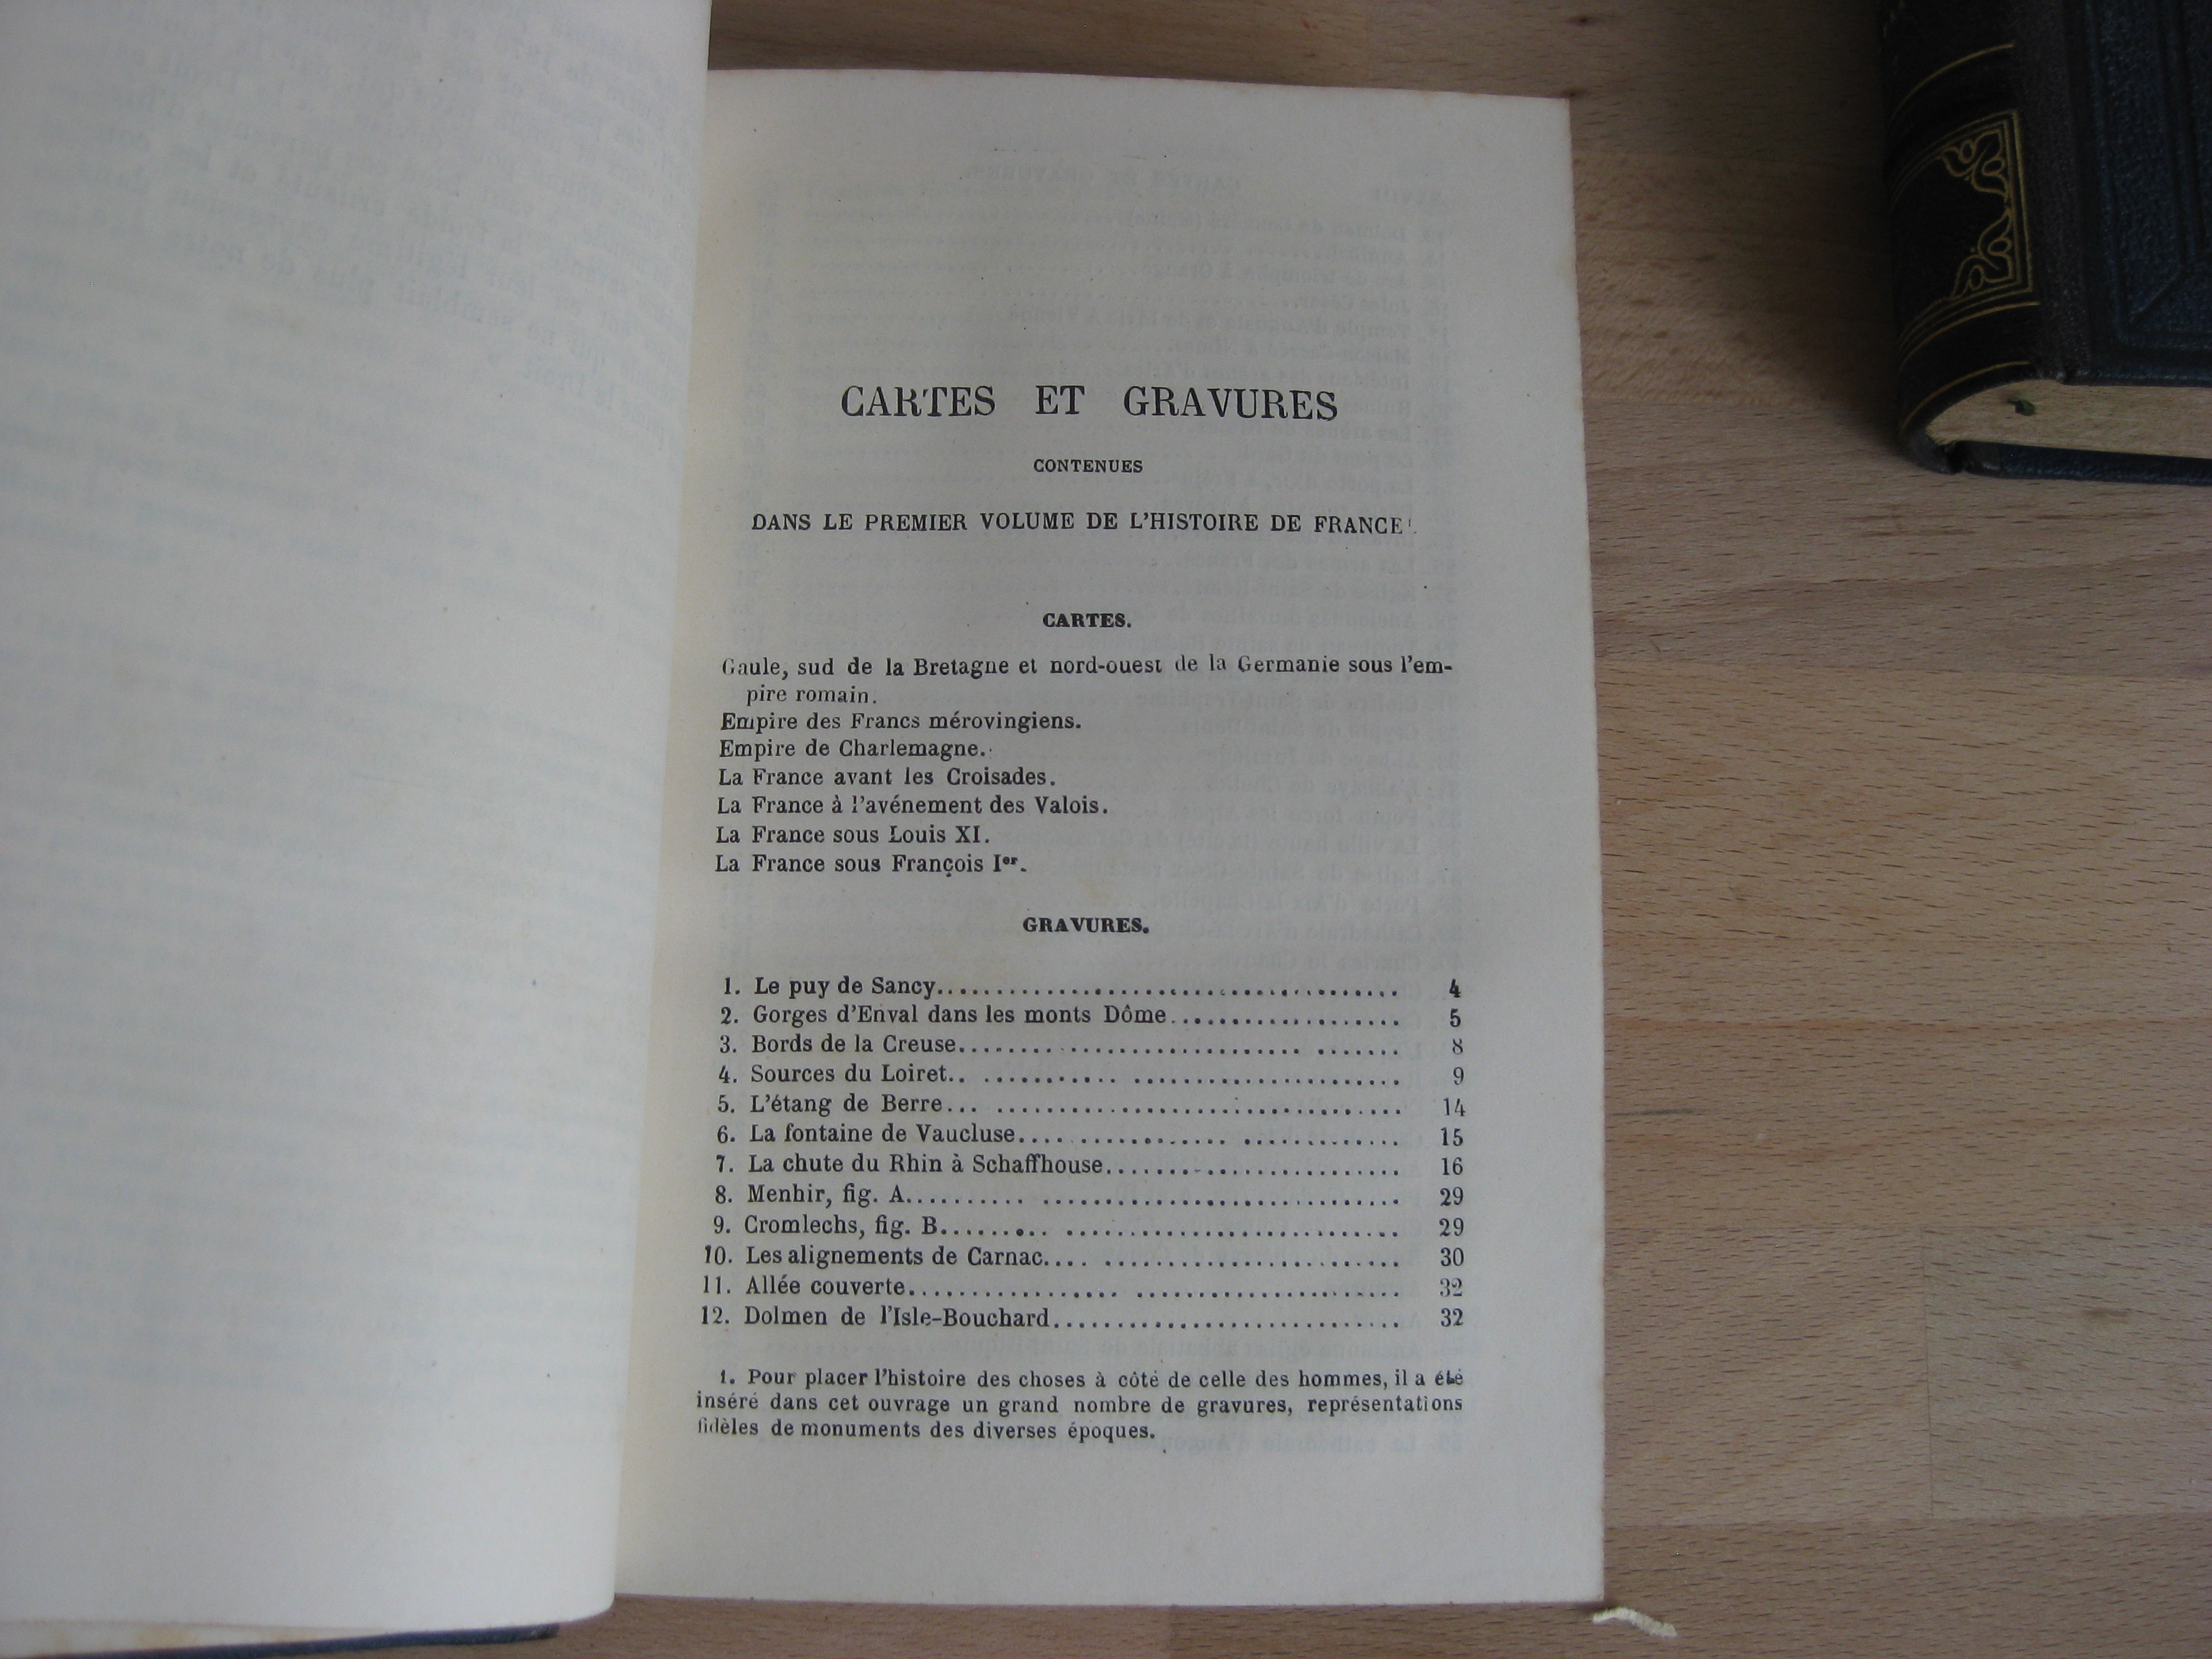 CARTES ET GRAVURES
CONTENUES
DANS LE PREMIER VOLUME DE L'HISTOIRE DE FRANCE¹.
CARTES.
Gaule, sud de la Bretagne et nord-ouest de la Germanie sous l'em-
pire romain.
Empire des Francs mérovingiens.
Empire de Charlemagne.
La France avant les Croisades.
La France à l'avénement des Valois.
La France sous Louis XI.
La France sous François Iᵉʳ.
GRAVURES.
1. Le puy de Sancy........................................ 4
2. Gorges d'Enval dans les monts Dôme.................... 5
3. Bords de la Creuse.................................... 8
4. Sources du Loiret..................................... 9
5. L'étang de Berre...................................... 14
6. La fontaine de Vaucluse............................... 15
7. La chute du Rhin à Schaffhouse........................ 16
8. Menhir, fig. A........................................ 29
9. Cromlechs, fig. B..................................... 29
10. Les alignements de Carnac............................ 30
11. Allée couverte....................................... 32
12. Dolmen de l'Isle-Bouchard............................ 32
1. Pour placer l'histoire des choses à côté de celle des hommes, il a été
inséré dans cet ouvrage un grand nombre de gravures, représentations
fidèles de monuments des diverses époques.